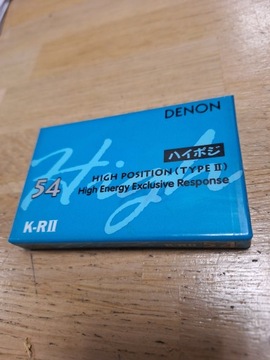 DENON
ハイポジ
High
54
HIGH POSITION (TYPE II)
High Energy Exclusive Response
K-RII